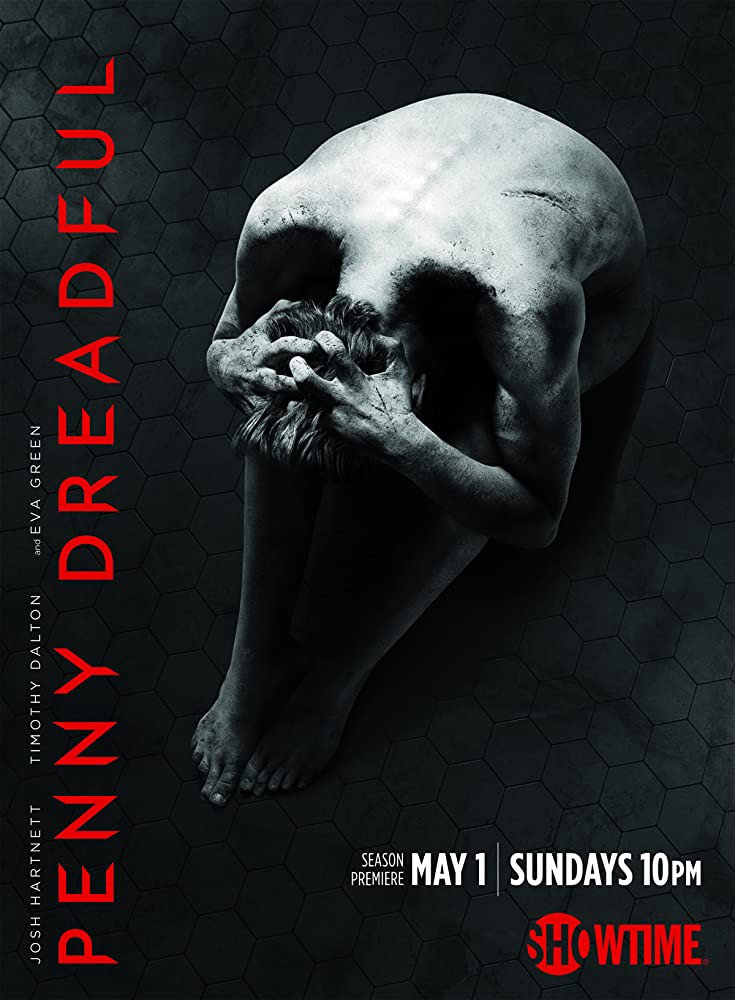 JOSH HARTNETT TIMOTHY DALTON and EVA GREEN
PENNY DREADFUL
SEASON
PREMIERE
MAY 1
SUNDAYS 10PM
SHOWTIME®